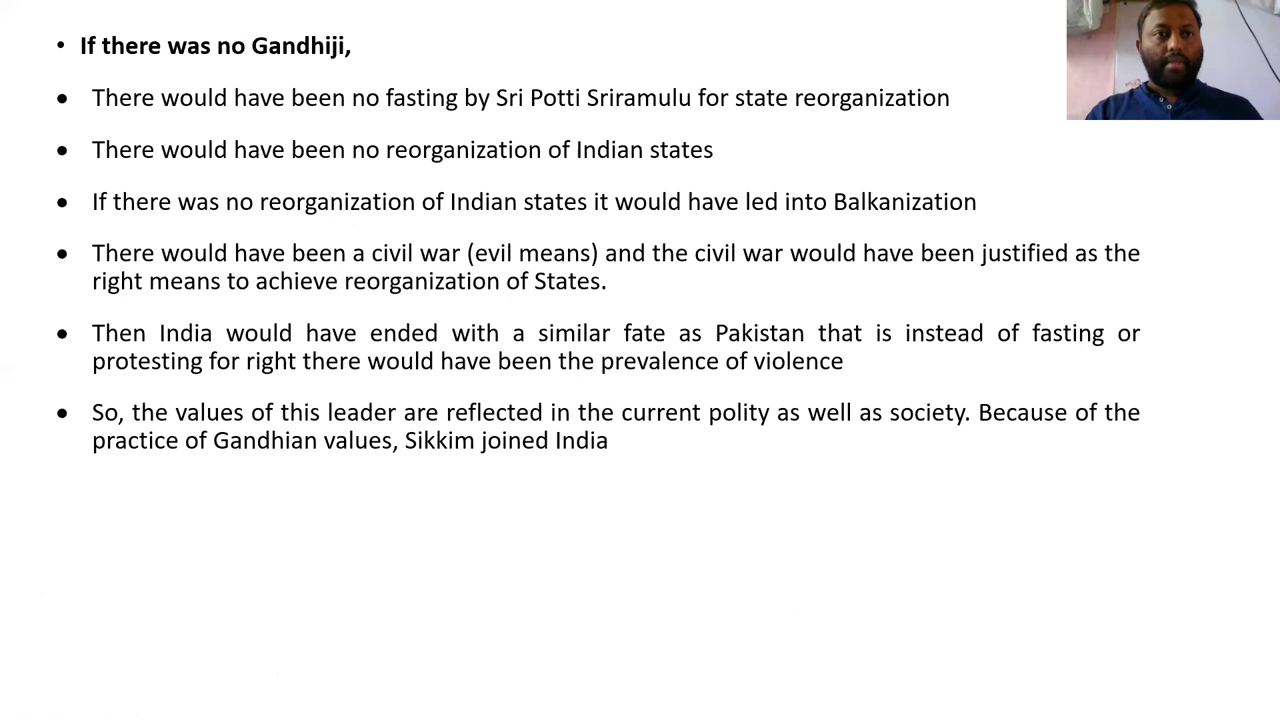 • If there was no Gandhiji,
• There would have been no fasting by Sri Potti Sriramulu for state reorganization
• There would have been no reorganization of Indian states
• If there was no reorganization of Indian states it would have led into Balkanization
• There would have been a civil war (evil means) and the civil war would have been justified as the
right means to achieve reorganization of States.
• Then India would have ended with a similar fate as Pakistan that is instead of fasting or
protesting for right there would have been the prevalence of violence
• So, the values of this leader are reflected in the current polity as well as society. Because of the
practice of Gandhian values, Sikkim joined India